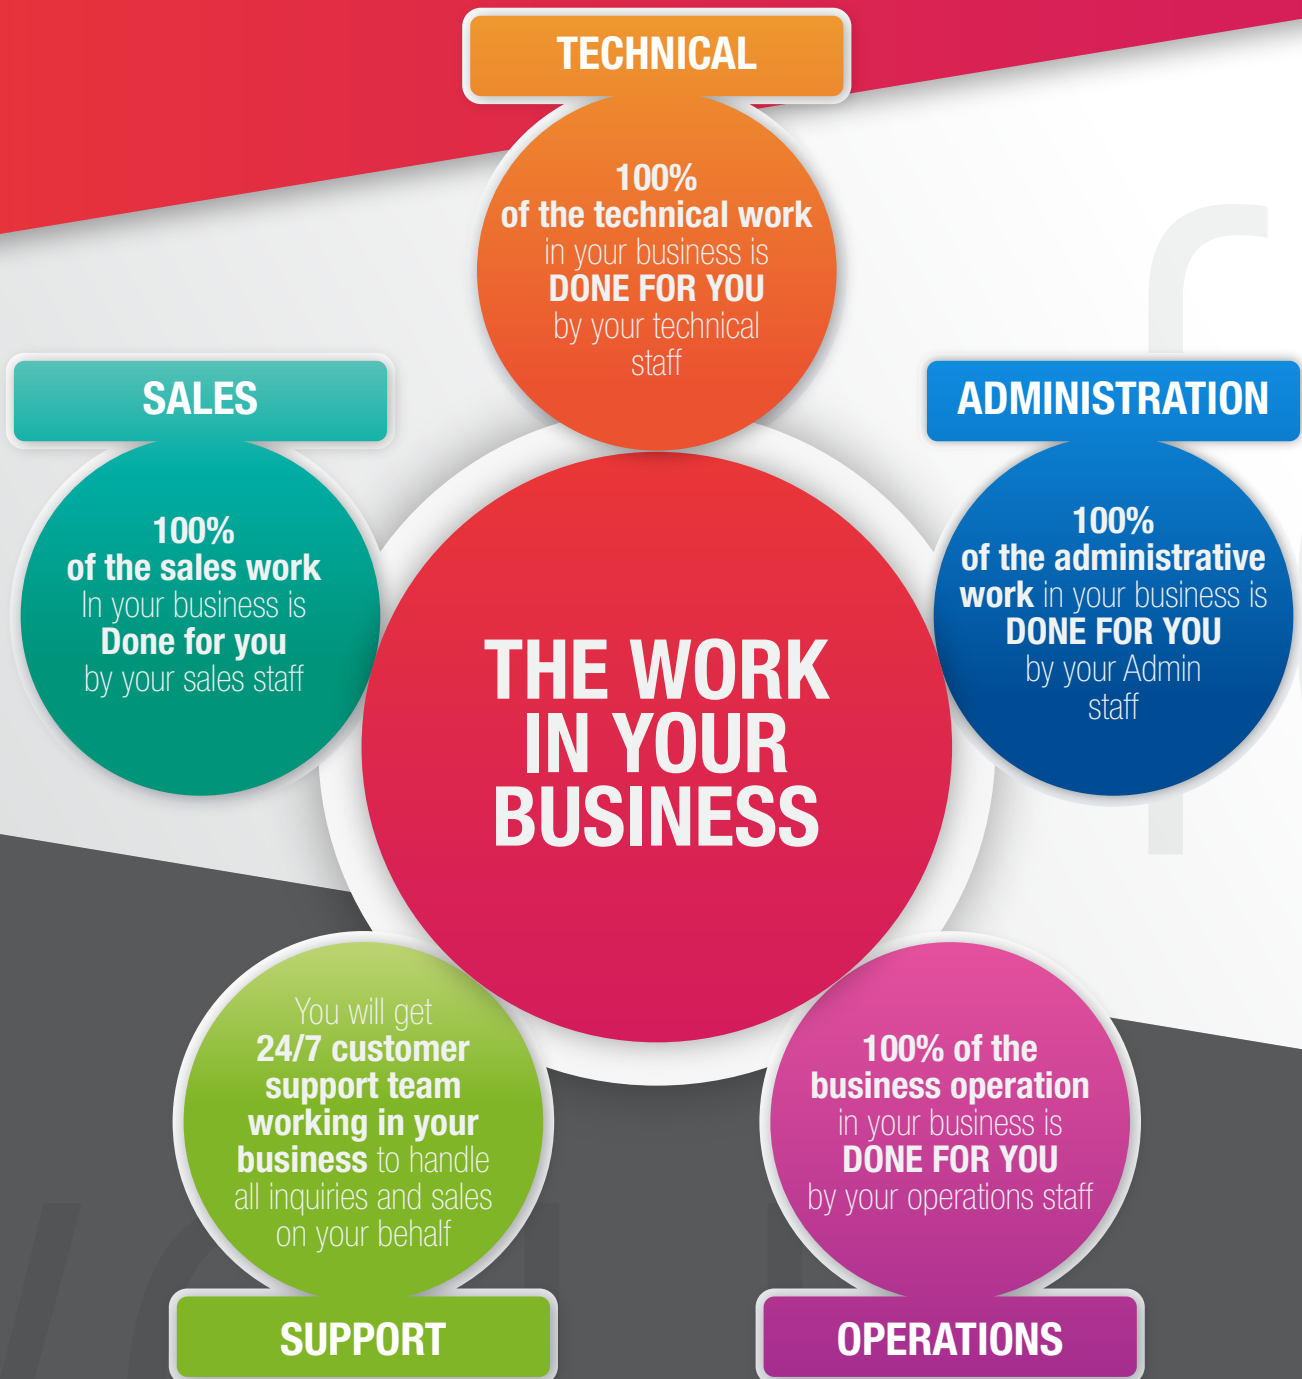 TECHNICAL
100%
of the technical work
in your business is
DONE FOR YOU
by your technical
staff
SALES
100%
of the sales work
In your business is
Done for you
by your sales staff
ADMINISTRATION
100%
of the administrative
work in your business is
DONE FOR YOU
by your Admin
staff
THE WORK
IN YOUR
BUSINESS
You will get
24/7 customer
support team
working in your
business to handle
all inquiries and sales
on your behalf
SUPPORT
100% of the
business operation
in your business is
DONE FOR YOU
by your operations staff
OPERATIONS